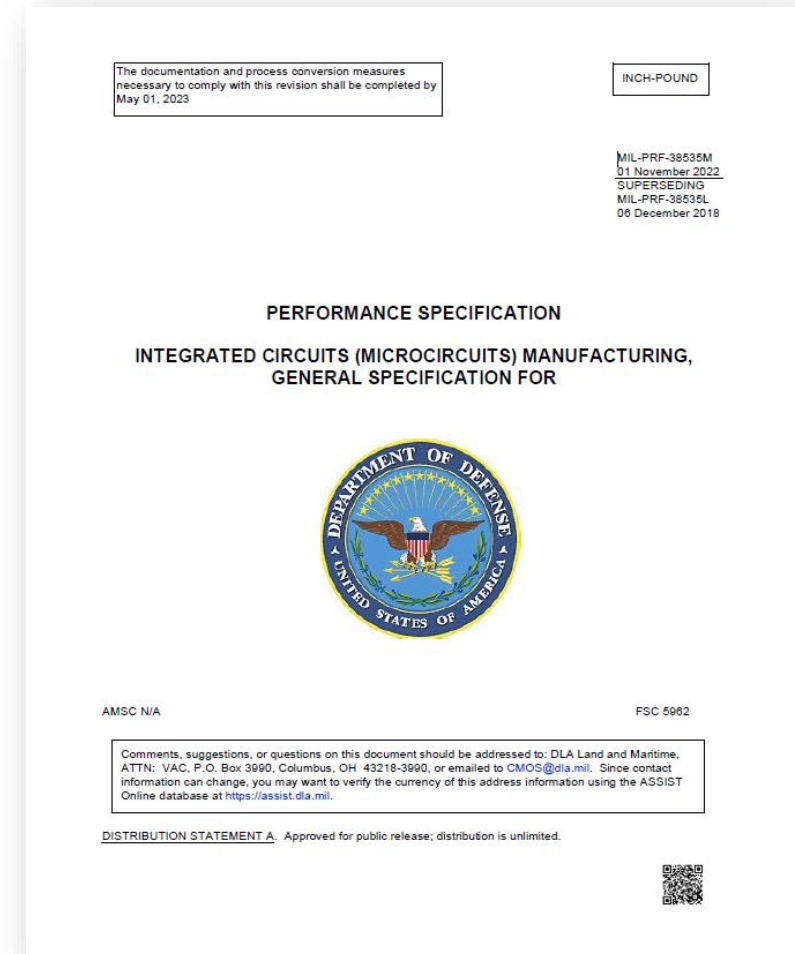 The documentation and process conversion measures
necessary to comply with this revision shall be completed by
May 01, 2023
INCH-POUND
MIL-PRF-38535M
01 November 2022
SUPERSEDING
MIL-PRF-38535L
06 December 2018
PERFORMANCE SPECIFICATION
INTEGRATED CIRCUITS (MICROCIRCUITS) MANUFACTURING,
GENERAL SPECIFICATION FOR
DEPARTMENT OF DEFENSE
UNITED STATES OF AMERICA
AMSC N/A
FSC 5962
Comments, suggestions, or questions on this document should be addressed to: DLA Land and Maritime,
ATTN: VAC, P.O. Box 3990, Columbus, OH 43218-3990, or emailed to CMOS@dla.mil. Since contact
information can change, you may want to verify the currency of this address information using the ASSIST
Online database at https://assist.dla.mil.
DISTRIBUTION STATEMENT A. Approved for public release; distribution is unlimited.